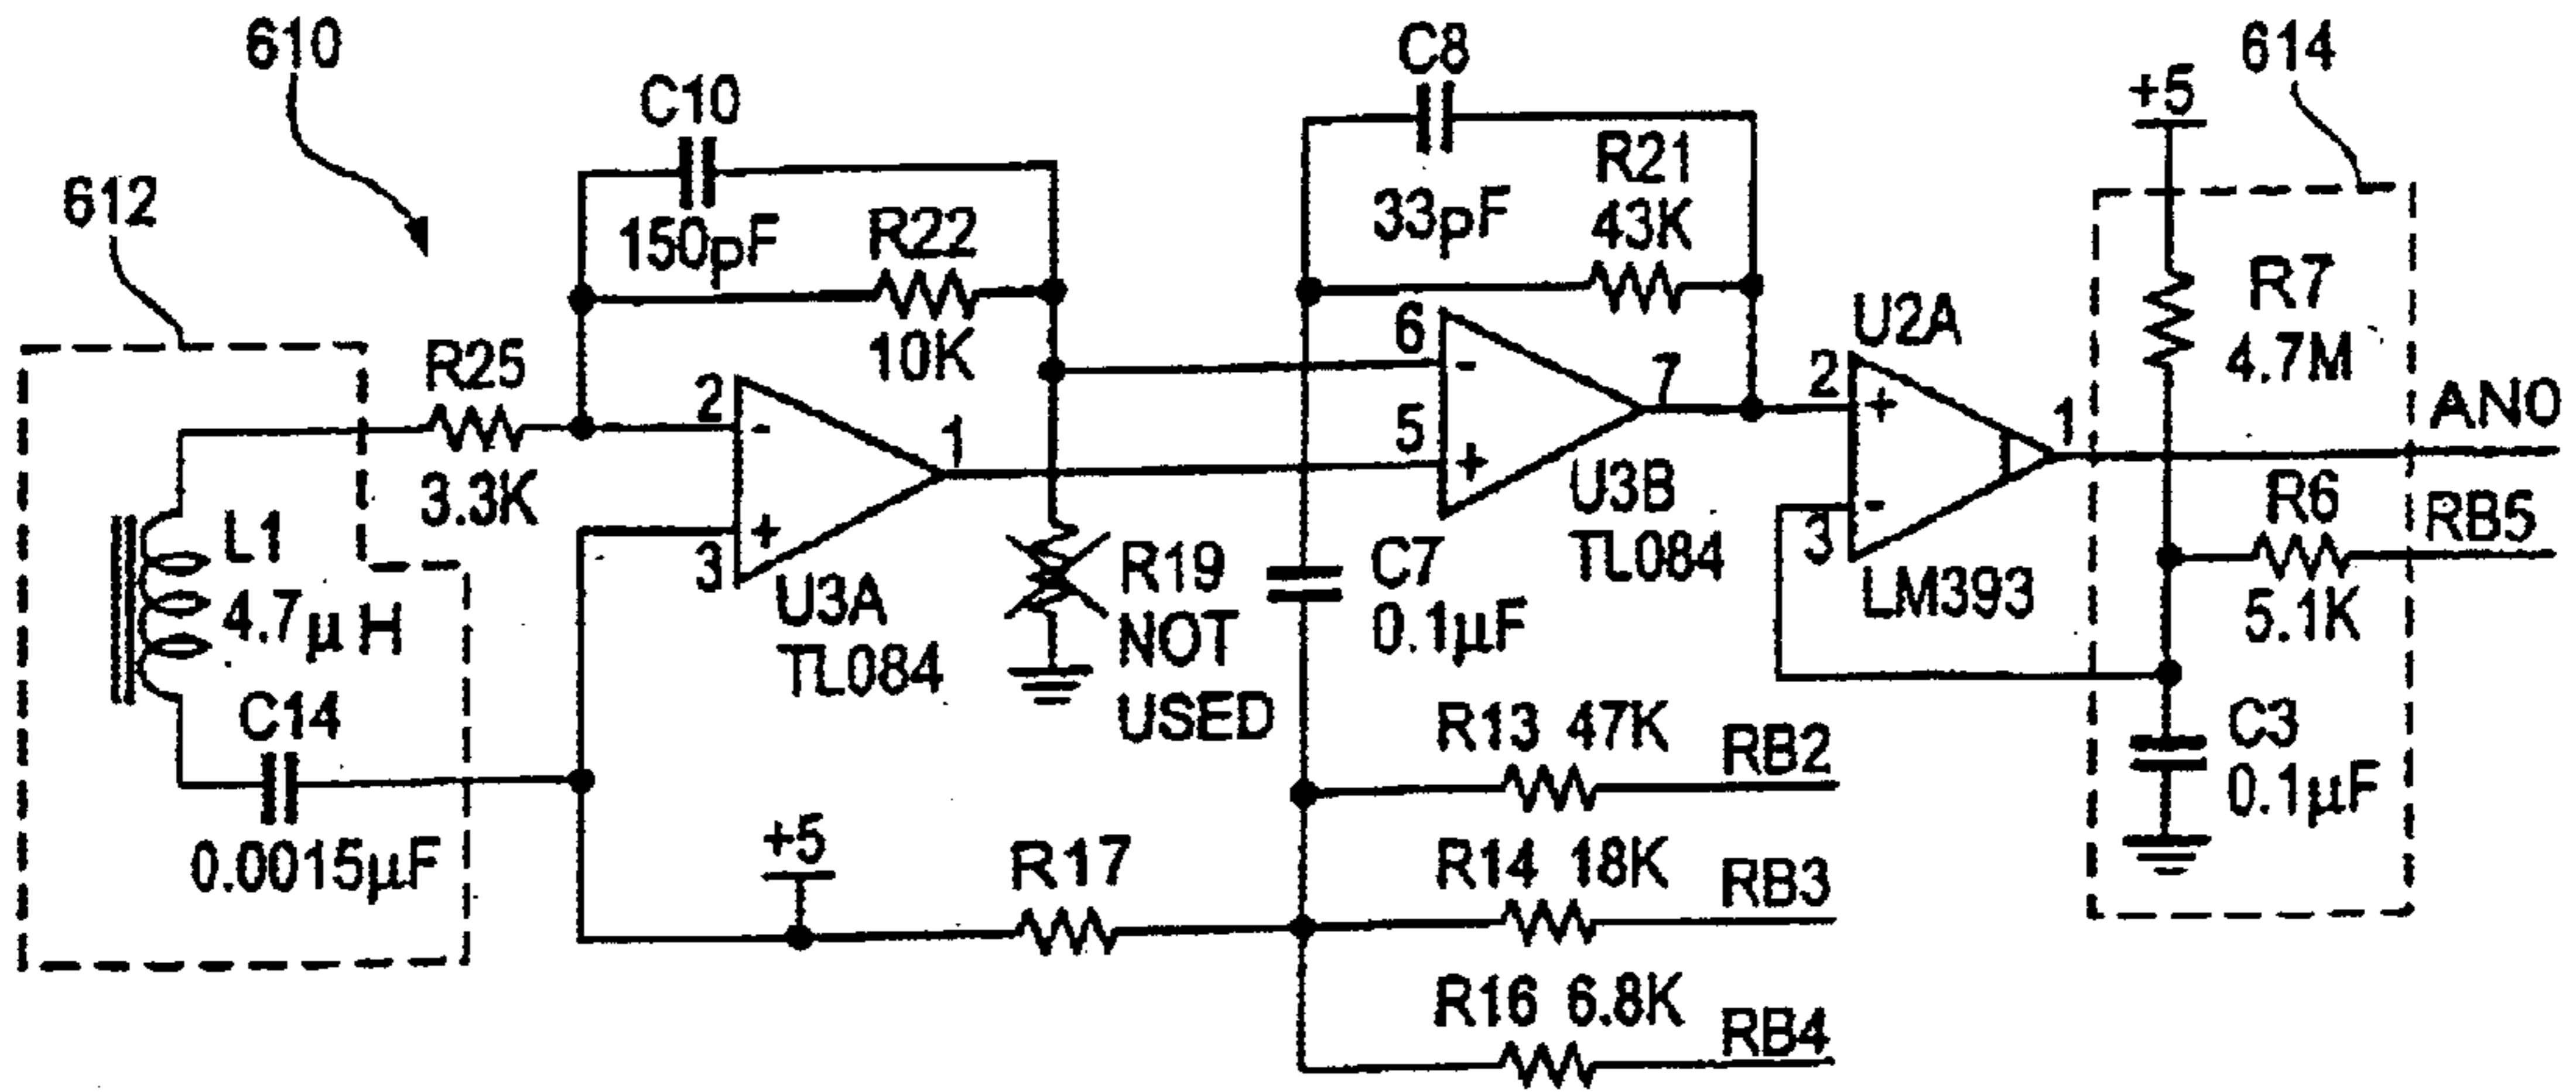 610
612
C10
150pF
R22
10K
R25
3.3K
2
-
+
3
1
U3A
TL084
L1
4.7μH
C14
0.0015μF
+5
R17
R19
NOT
USED
C8
33pF
R21
43K
6
-
5
+
7
U3B
TL084
C7
0.1μF
R13 47K
RB2
R14 18K
RB3
R16 6.8K
RB4
U2A
2
+
3
-
1
LM393
614
+5
R7
4.7M
AN0
R6
5.1K
RB5
C3
0.1μF